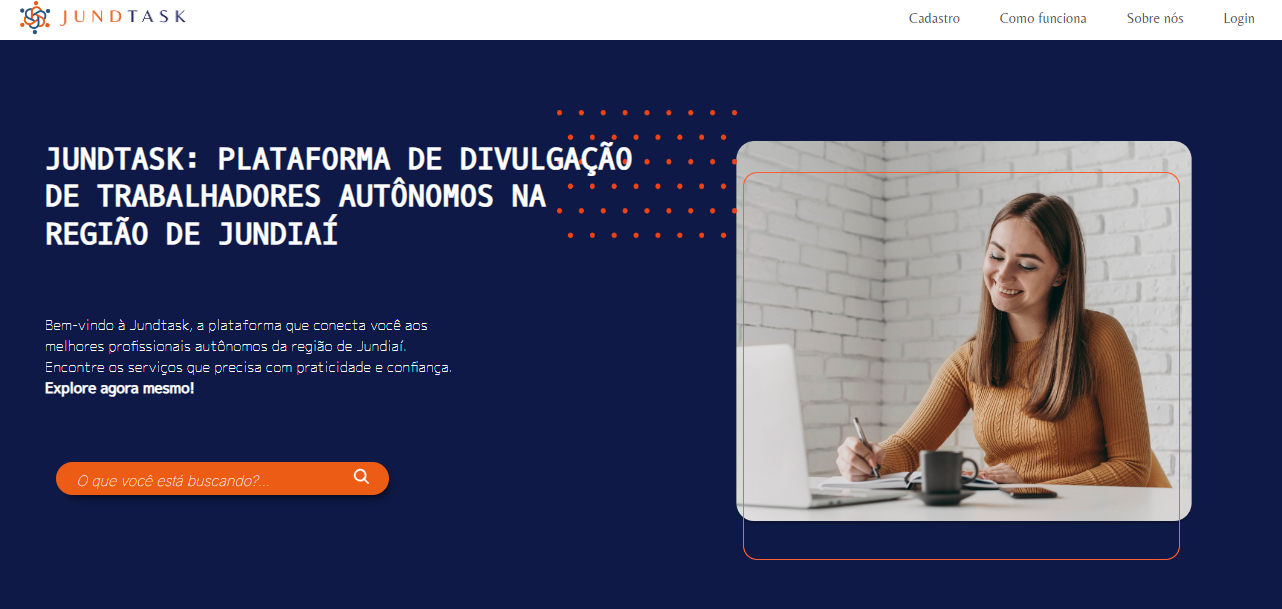 JUNDTASK
Cadastro
Como funciona
Sobre nós
Login
JUNDTASK: PLATAFORMA DE DIVULGAÇÃO
DE TRABALHADORES AUTÔNOMOS NA
REGIÃO DE JUNDIAÍ
Bem-vindo à Jundtask, a plataforma que conecta você aos
melhores profissionais autônomos da região de Jundiaí.
Encontre os serviços que precisa com praticidade e confiança.
Explore agora mesmo!
O que você está buscando?...